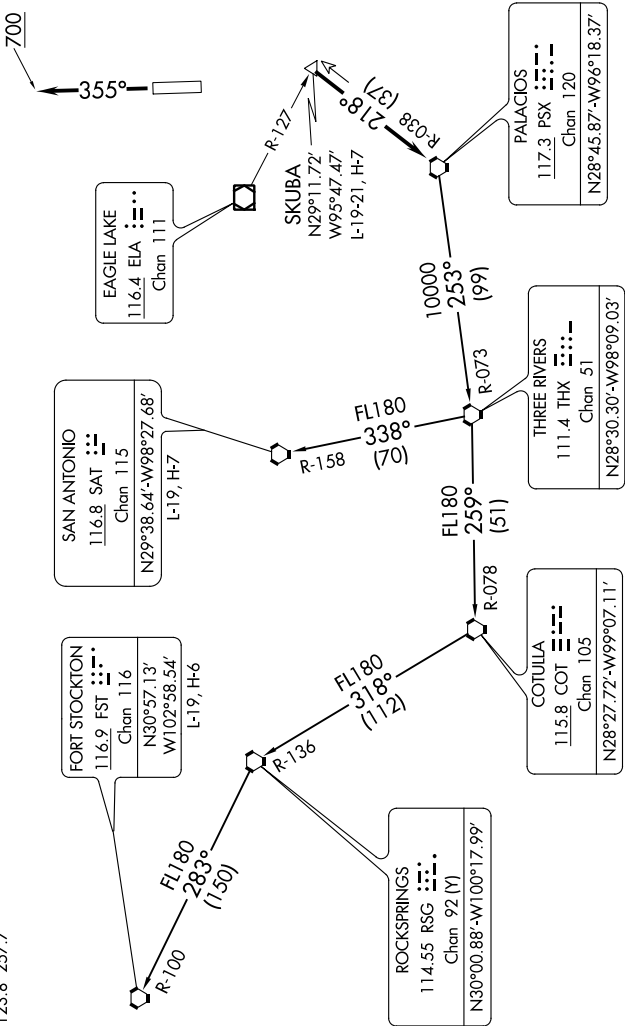 700
355°
EAGLE LAKE
116.4 ELA
Chan 111
R-127
SKUBA
N29°11.72′
W95°47.47′
L-19-21, H-7
218°
(37)
R-038
PALACIOS
117.3 PSX
Chan 120
N28°45.87′-W96°18.37′
10000
253°
(99)
R-073
THREE RIVERS
111.4 THX
Chan 51
N28°30.30′-W98°09.03′
SAN ANTONIO
116.8 SAT
Chan 115
N29°38.64′-W98°27.68′
L-19, H-7
R-158
FL180
338°
(70)
FL180
259°
(51)
R-078
COTULLA
115.8 COT
Chan 105
N28°27.72′-W99°07.11′
FL180
318°
(112)
R-136
ROCKSPRINGS
114.55 RSG
Chan 92 (Y)
N30°00.88′-W100°17.99′
FORT STOCKTON
116.9 FST
Chan 116
N30°57.13′
W102°58.54′
L-19, H-6
FL180
283°
(150)
R-100